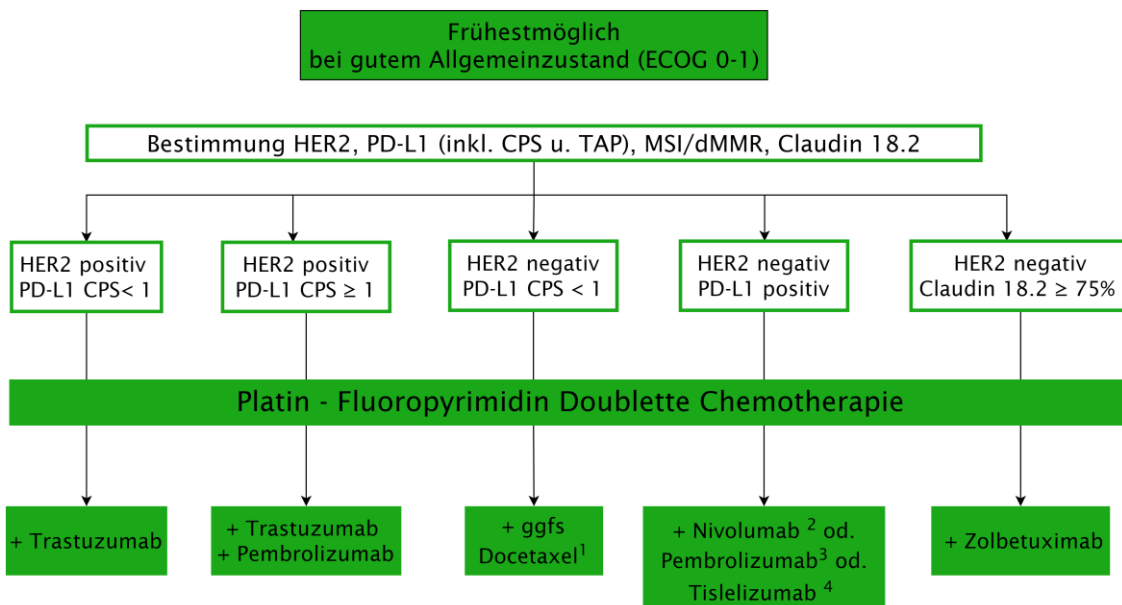 Frühestmöglich
bei gutem Allgemeinzustand (ECOG 0-1)
Bestimmung HER2, PD-L1 (inkl. CPS u. TAP), MSI/dMMR, Claudin 18.2
HER2 positiv
PD-L1 CPS< 1
HER2 positiv
PD-L1 CPS ≥ 1
HER2 negativ
PD-L1 CPS < 1
HER2 negativ
PD-L1 positiv
HER2 negativ
Claudin 18.2 ≥ 75%
Platin - Fluoropyrimidin Doublette Chemotherapie
+ Trastuzumab
+ Trastuzumab
+ Pembrolizumab
+ ggfs
Docetaxel¹
+ Nivolumab ² od.
Pembrolizumab³ od.
Tislelizumab ⁴
+ Zolbetuximab